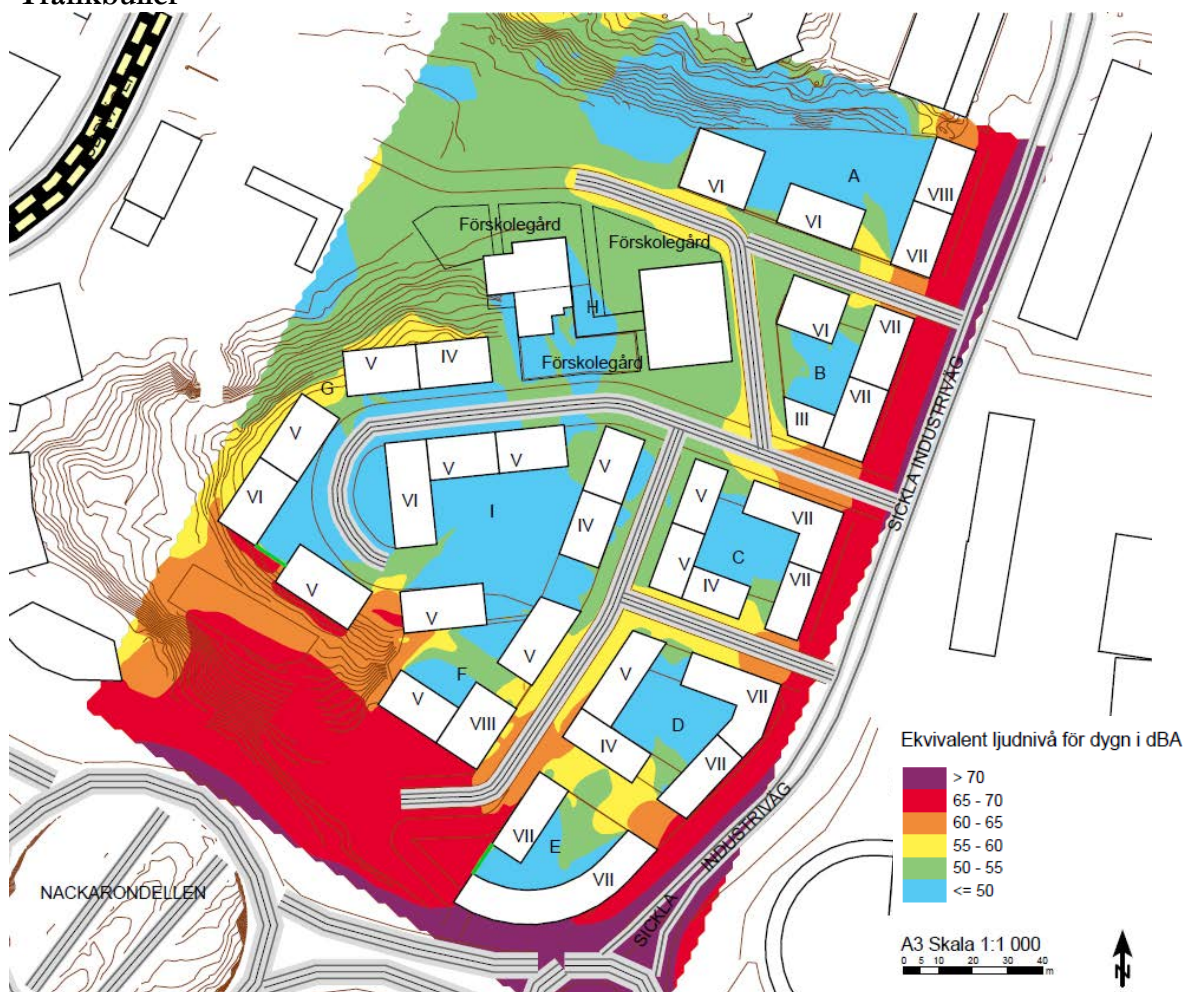 Trafikbuller
A
VI
VI
VIII
VII
Förskolegård
Förskolegård
H
Förskolegård
VI
VII
B
VII
III
V
IV
G
V
VI
V
V
VI
I
V
IV
V
VII
C
V
IV
VII
V
V
V
F
V
VIII
V
VII
D
IV
VII
VII
E
VII
SICKLA INDUSTRIVÄG
SICKLA INDUSTRIVÄG
NACKARONDELLEN
Ekvivalent ljudnivå för dygn i dBA
> 70
65 - 70
60 - 65
55 - 60
50 - 55
<= 50
A3 Skala 1:1 000
0 5 10 20 30 40
m
N